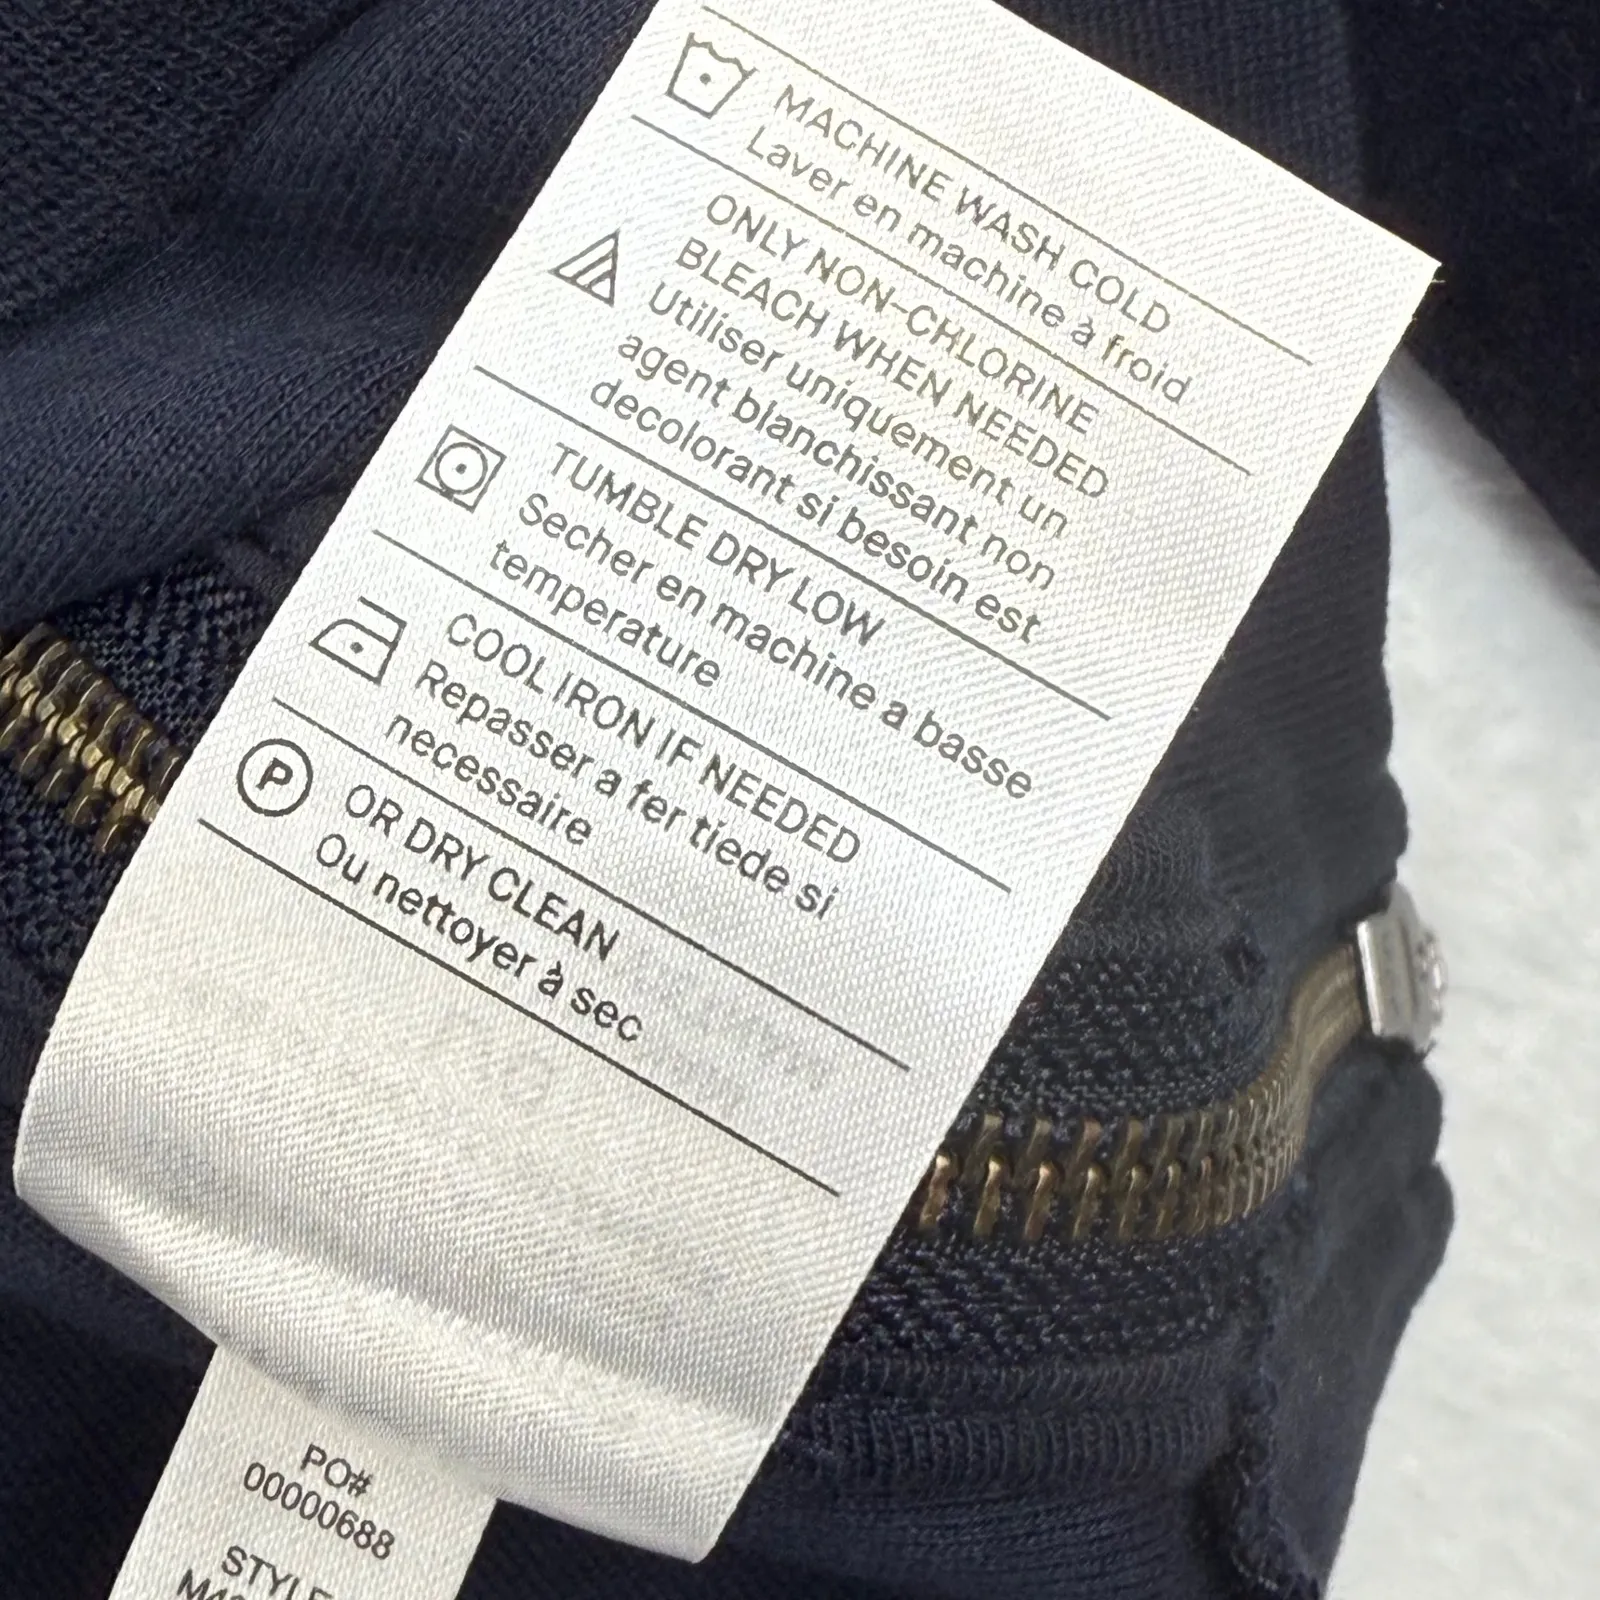 MACHINE WASH COLD
Laver en machine à froid
ONLY NON-CHLORINE
BLEACH WHEN NEEDED
Utiliser uniquement un
agent blanchissant non
decolorant si besoin est
TUMBLE DRY LOW
Secher en machine a basse
temperature
COOL IRON IF NEEDED
Repasser a fer tiede si
necessaire
P
OR DRY CLEAN
Ou nettoyer à sec
PO#
00000688
STYLE